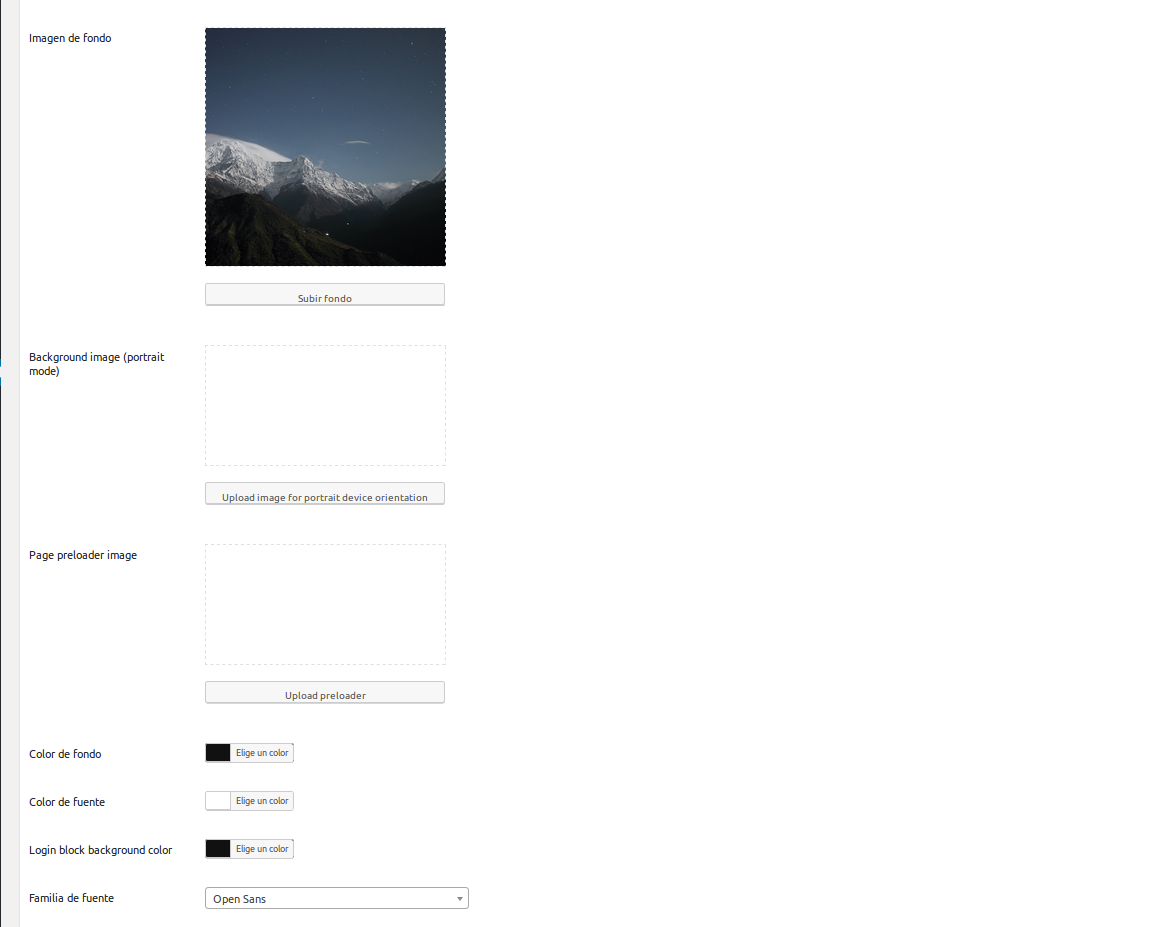 Imagen de fondo
Subir fondo
Background image (portrait
mode)
Upload image for portrait device orientation
Page preloader image
Upload preloader
Color de fondo
Elige un color
Color de fuente
Elige un color
Login block background color
Elige un color
Familia de fuente
Open Sans